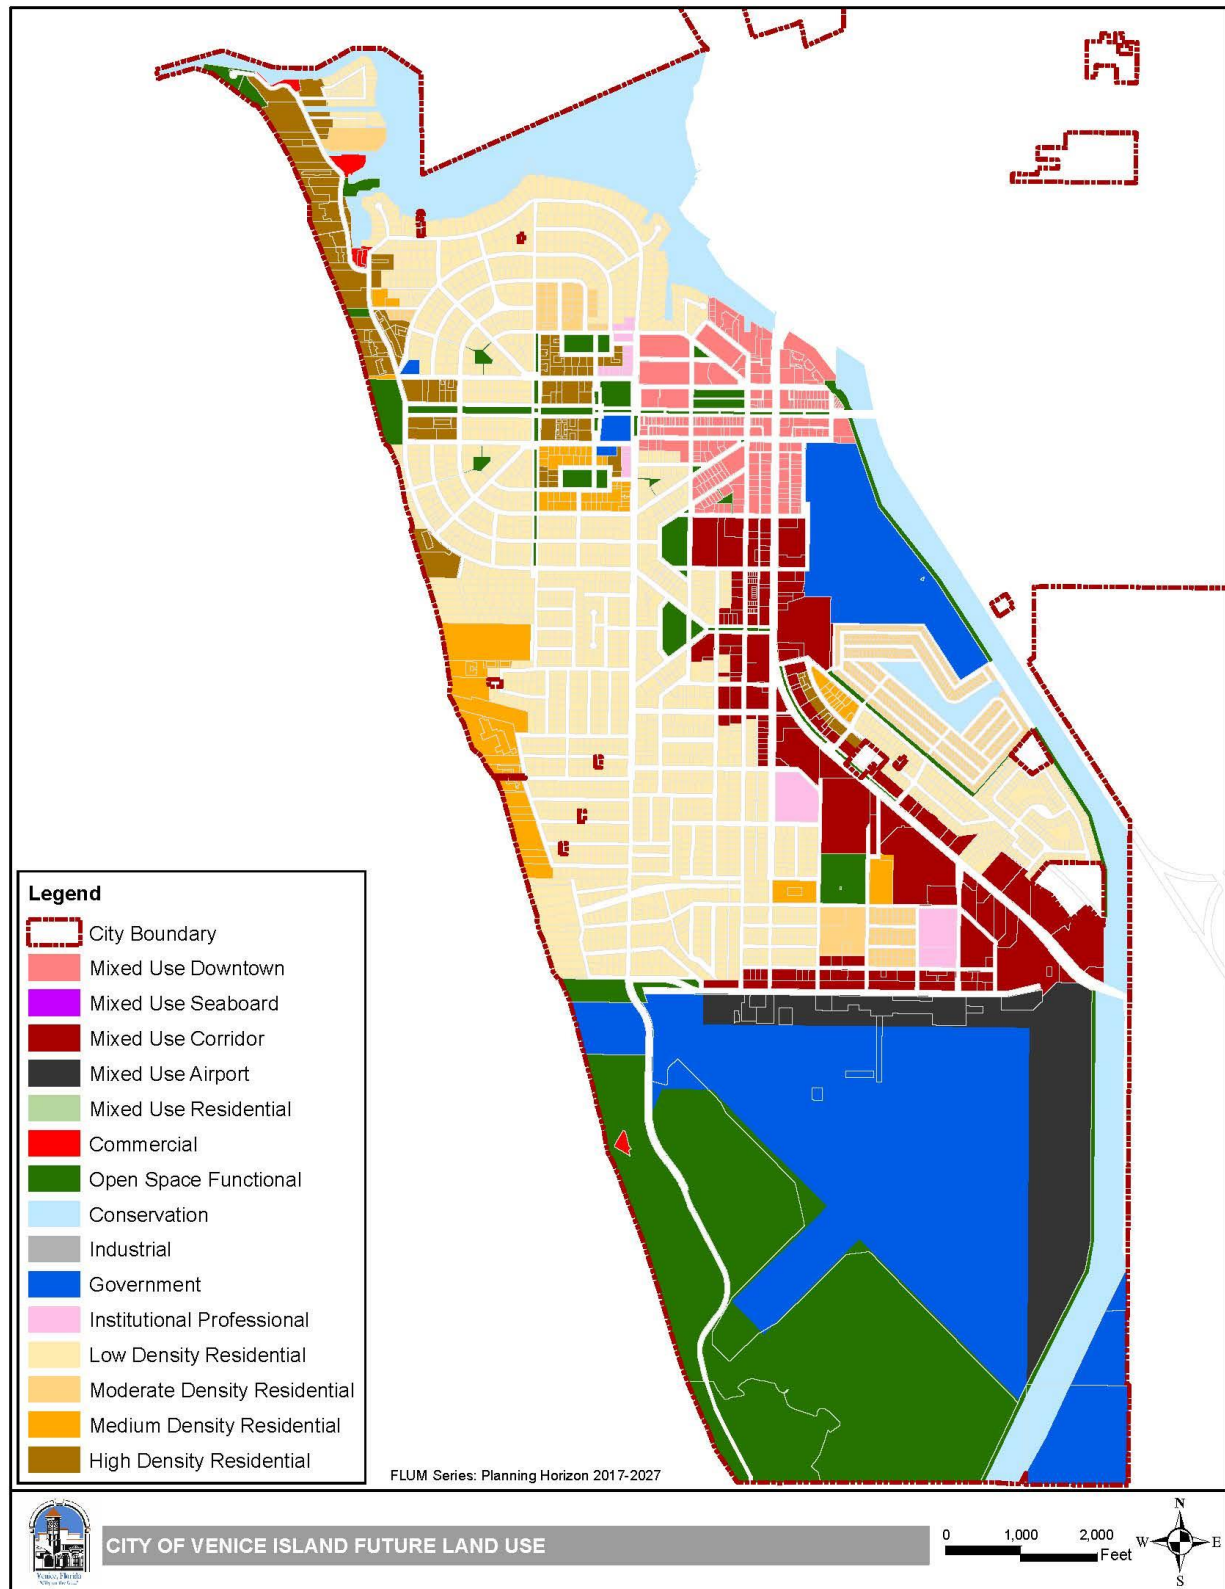 Legend
City Boundary
Mixed Use Downtown
Mixed Use Seaboard
Mixed Use Corridor
Mixed Use Airport
Mixed Use Residential
Commercial
Open Space Functional
Conservation
Industrial
Government
Institutional Professional
Low Density Residential
Moderate Density Residential
Medium Density Residential
High Density Residential
FLUM Series: Planning Horizon 2017-2027
Venice, Florida
CITY OF VENICE ISLAND FUTURE LAND USE
0 1,000 2,000
Feet
N
W E
S